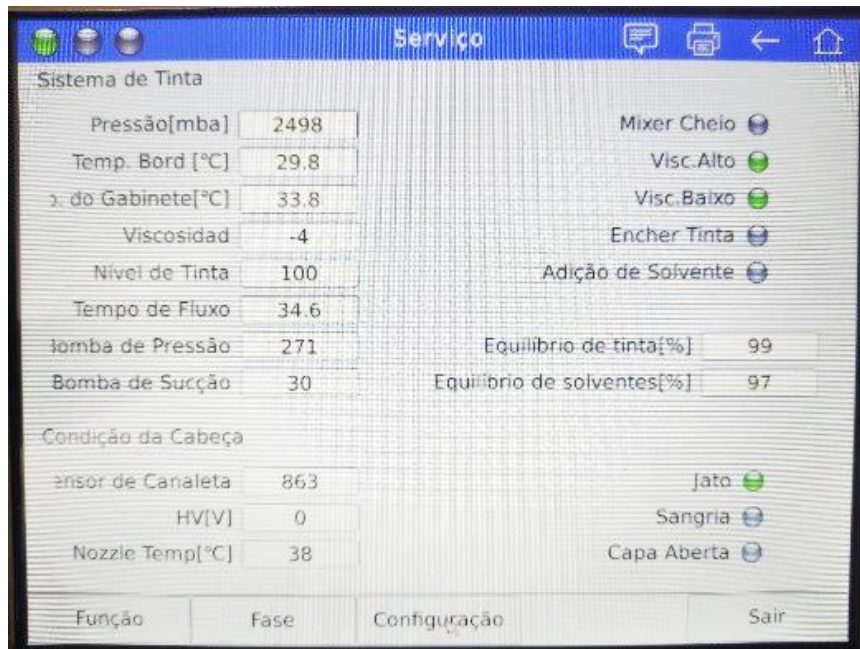 Serviço
Sistema de Tinta
Pressão[mba] 2498 Mixer Cheio
Temp. Bord [°C] 29.8 Visc.Alto
. do Gabinete[°C] 33.8 Visc.Baixo
Viscosidad -4 Encher Tinta
Nível de Tinta 100 Adição de Solvente
Tempo de Fluxo 34.6
omba de Pressão 271 Equilíbrio de tinta[%] 99
Bomba de Sucção 30 Equilíbrio de solventes[%] 97
Condição da Cabeça
ensor de Canaleta 863 Jato
HV[V] 0 Sangria
Nozzle Temp[°C] 38 Capa Aberta
Função Fase Configuração Sair